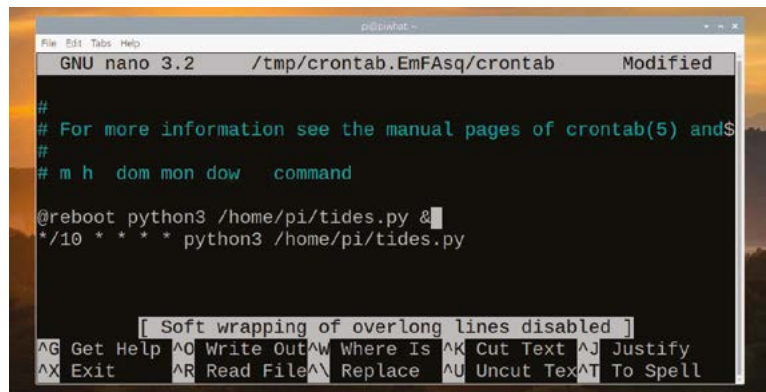 pi@piwhat: ~
File Edit Tabs Help
GNU nano 3.2 /tmp/crontab.EmFAsq/crontab Modified
#
# For more information see the manual pages of crontab(5) and$
#
# m h  dom mon dow   command
@reboot python3 /home/pi/tides.py &
*/10 * * * * python3 /home/pi/tides.py
[ Soft wrapping of overlong lines disabled ]
^G Get Help ^O Write Out^W Where Is ^K Cut Text ^J Justify
^X Exit ^R Read File^\ Replace ^U Uncut Tex^T To Spell